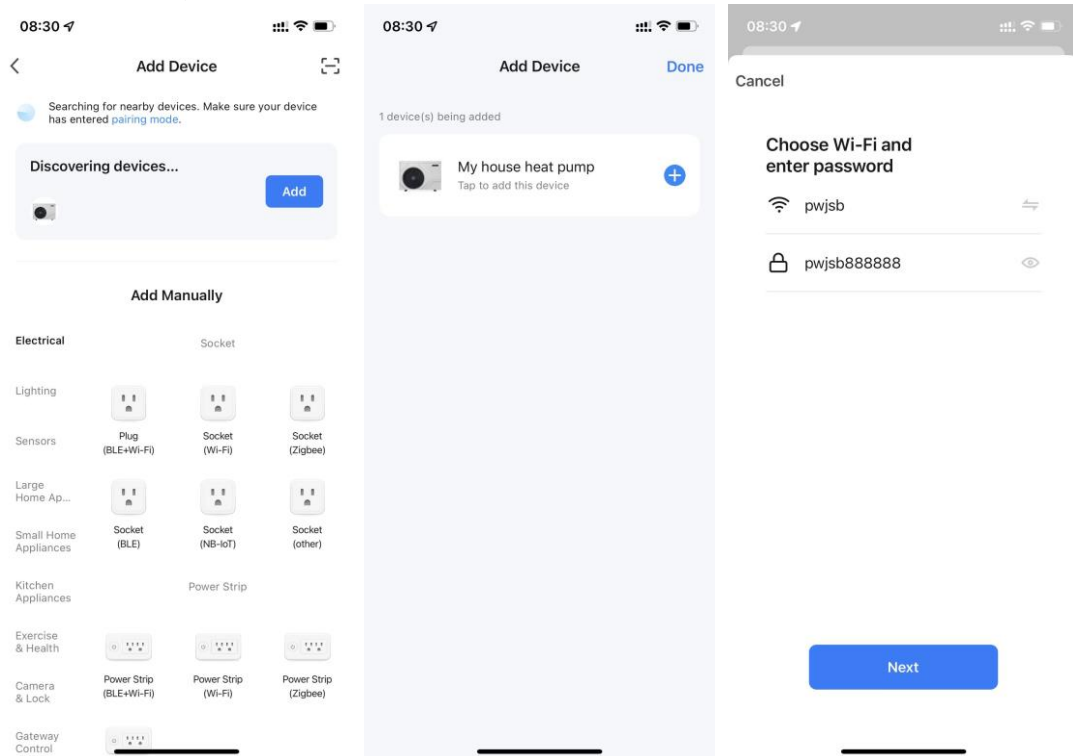 08:30
Add Device
Searching for nearby devices. Make sure your device
has entered pairing mode.
Discovering devices...
Add
Add Manually
Electrical
Socket
Lighting
Plug
(BLE+Wi-Fi)
Socket
(Wi-Fi)
Socket
(Zigbee)
Sensors
Large
Home Ap...
Socket
(BLE)
Socket
(NB-IoT)
Socket
(other)
Small Home
Appliances
Kitchen
Appliances
Power Strip
Exercise
& Health
Power Strip
(BLE+Wi-Fi)
Power Strip
(Wi-Fi)
Power Strip
(Zigbee)
Camera
& Lock
Gateway
Control
08:30
Add Device
Done
1 device(s) being added
My house heat pump
Tap to add this device
08:30
Cancel
Choose Wi-Fi and
enter password
pwjsb
pwjsb888888
Next